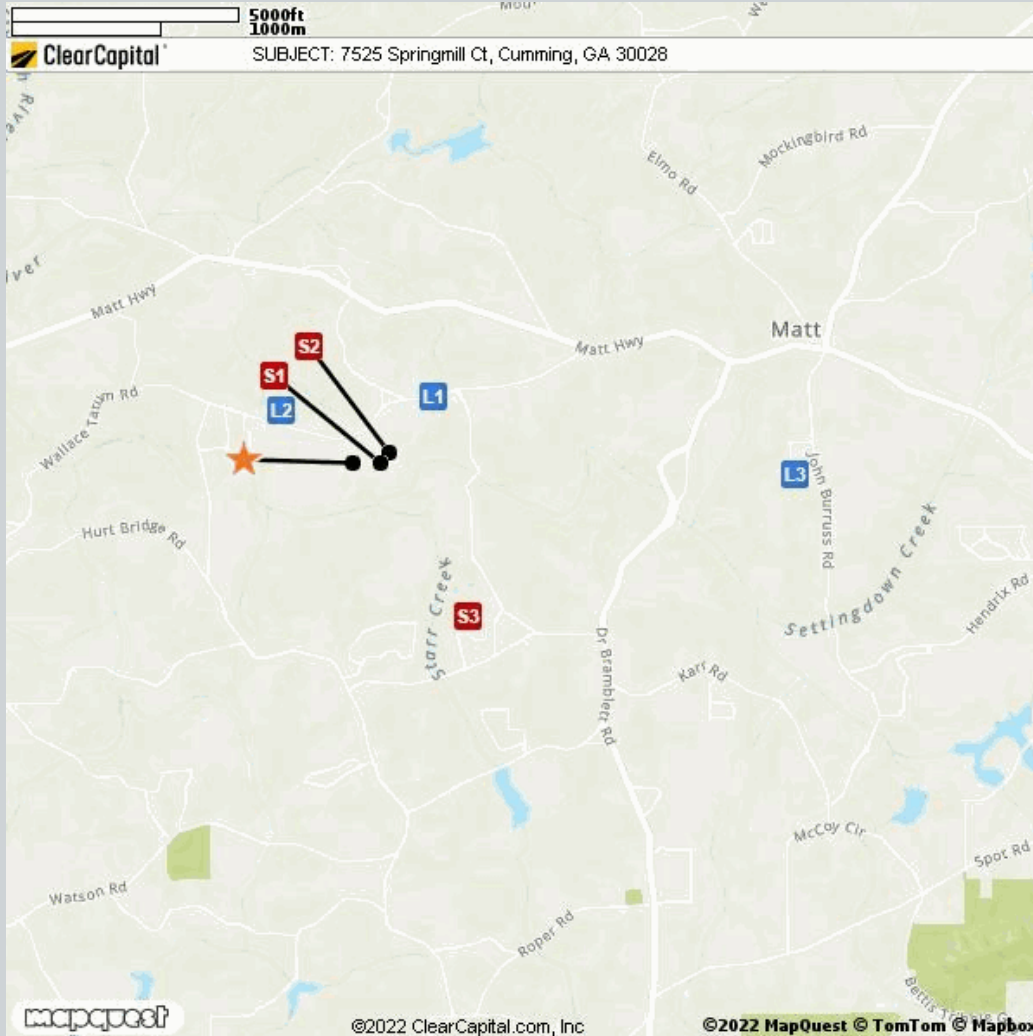 5000ft
1000m
ClearCapital
SUBJECT: 7525 Springmill Ct, Cumming, GA 30028
River
Mockingbird Rd
Elmo Rd
Matt Hwy
Matt
S2
Matt Hwy
S1
L1
L2
Wallace Tatum Rd
L3
John Burruss Rd
Hurt Bridge Rd
Settingdown Creek
Starr Creek
S3
Hendrix Rd
Dr Bramblett Rd
Karr Rd
McCoy Cir
Spot Rd
Watson Rd
Roper Rd
mapquest
©2022 ClearCapital.com, Inc
©2022 MapQuest © TomTom © Mapbox